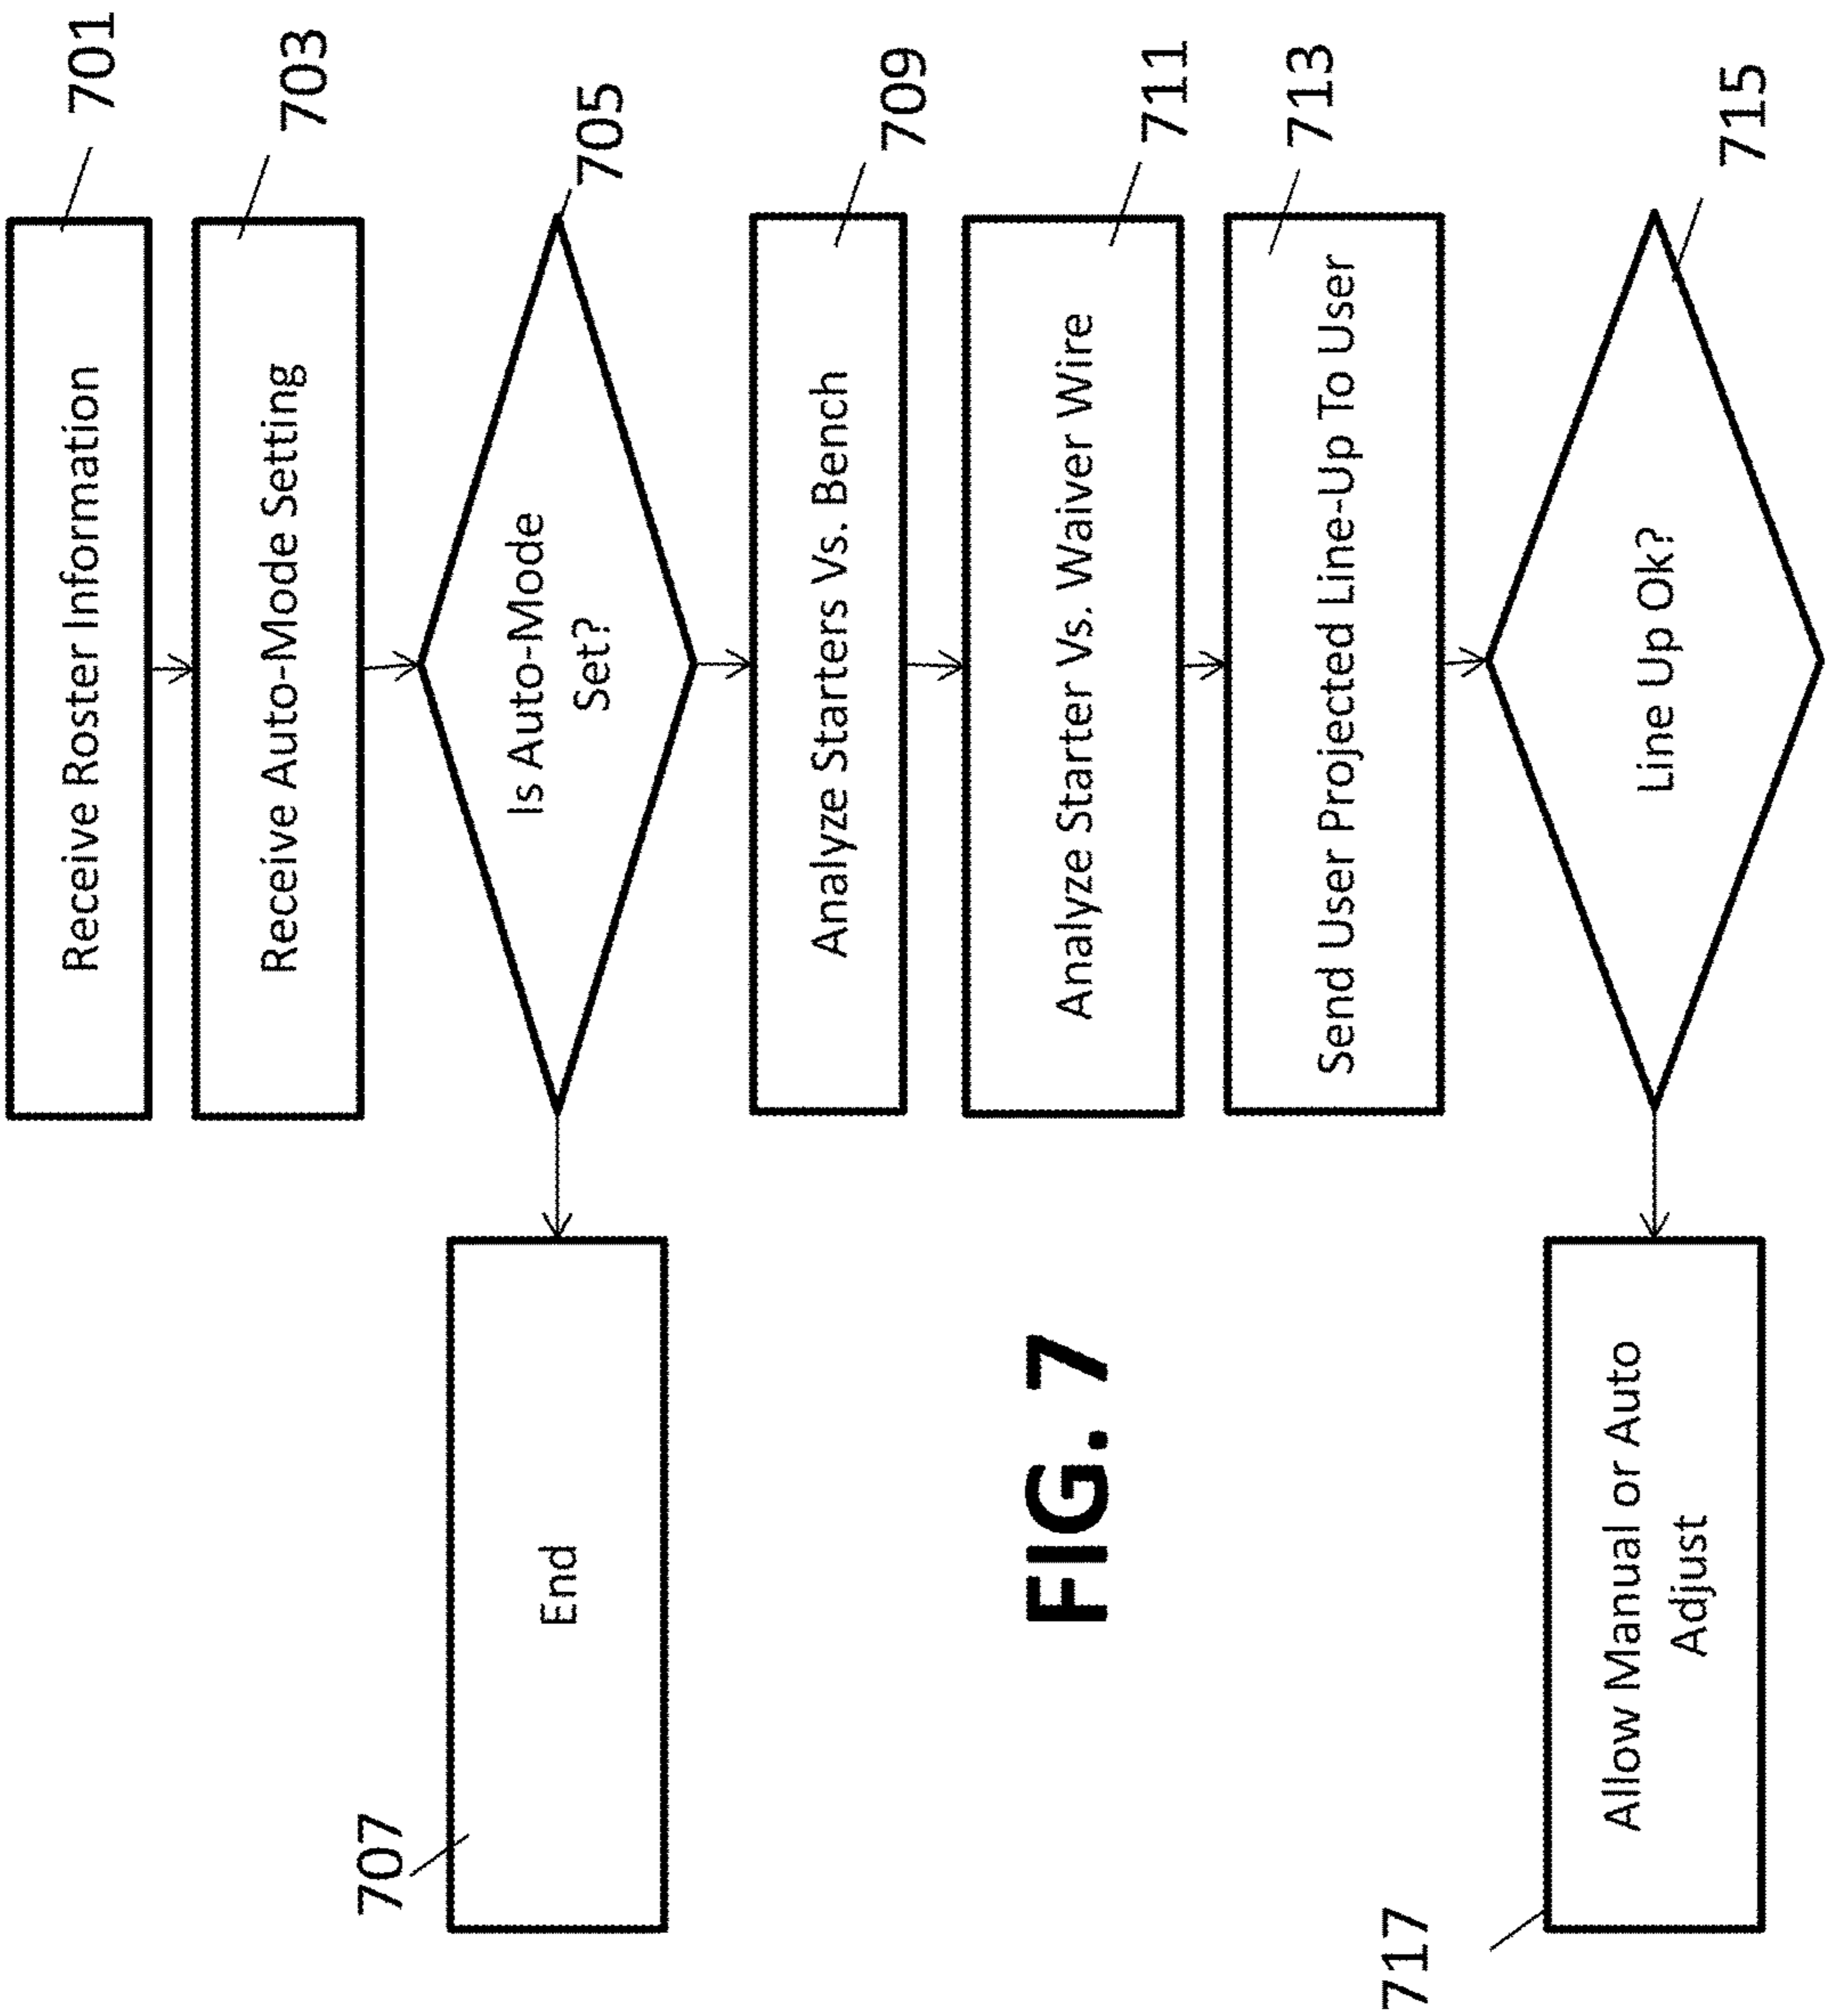 Receive Roster Information
701
Receive Auto-Mode Setting
703
Is Auto-Mode
Set?
705
End
707
Analyze Starters Vs. Bench
709
Analyze Starter Vs. Waiver Wire
711
Send User Projected Line-Up To User
713
Line Up Ok?
715
Allow Manual or Auto
Adjust
717
FIG. 7